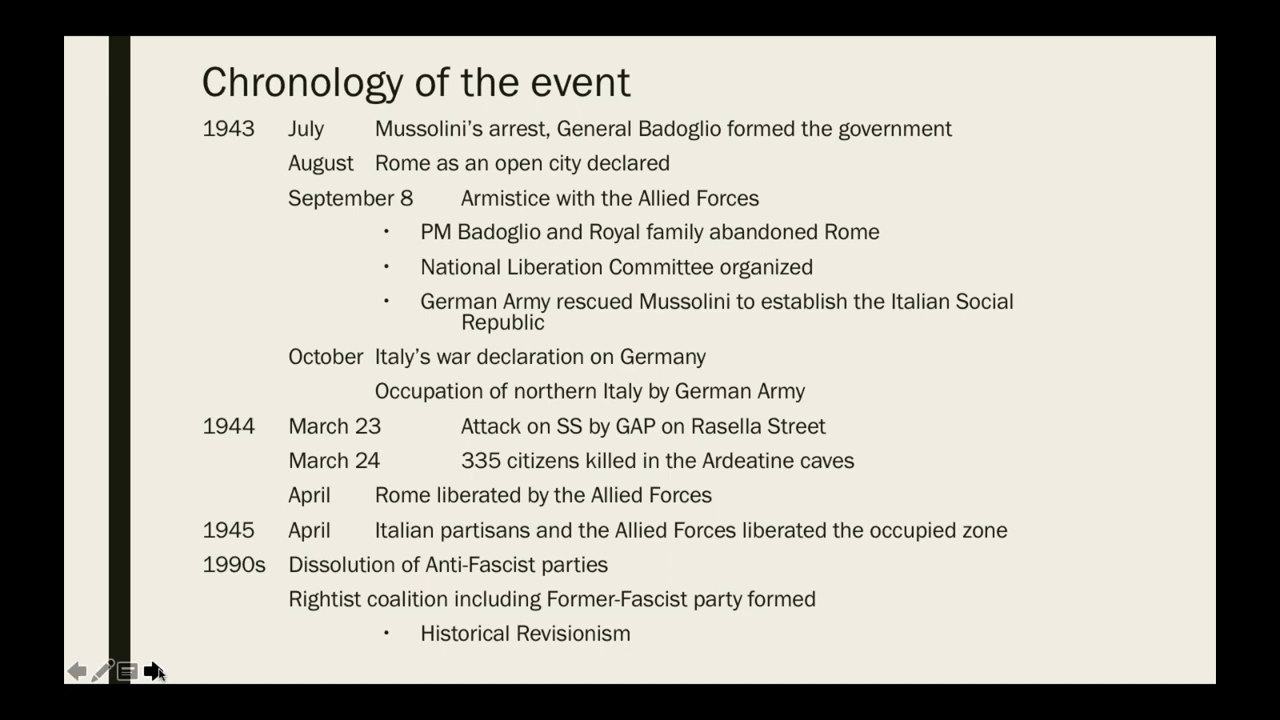 Chronology of the event
1943 July Mussolini’s arrest, General Badoglio formed the government
August Rome as an open city declared
September 8 Armistice with the Allied Forces
• PM Badoglio and Royal family abandoned Rome
• National Liberation Committee organized
• German Army rescued Mussolini to establish the Italian Social
Republic
October Italy’s war declaration on Germany
Occupation of northern Italy by German Army
1944 March 23 Attack on SS by GAP on Rasella Street
March 24 335 citizens killed in the Ardeatine caves
April Rome liberated by the Allied Forces
1945 April Italian partisans and the Allied Forces liberated the occupied zone
1990s Dissolution of Anti-Fascist parties
Rightist coalition including Former-Fascist party formed
• Historical Revisionism